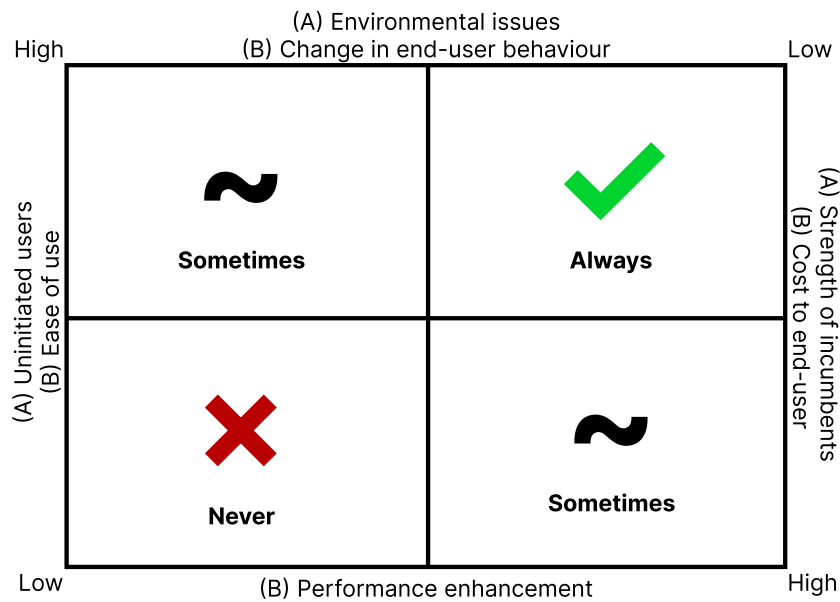 (A) Environmental issues
(B) Change in end-user behaviour
High
Low
(A) Uninitiated users
(B) Ease of use
Sometimes
Always
(A) Strength of incumbents
(B) Cost to end-user
Never
Sometimes
Low
(B) Performance enhancement
High